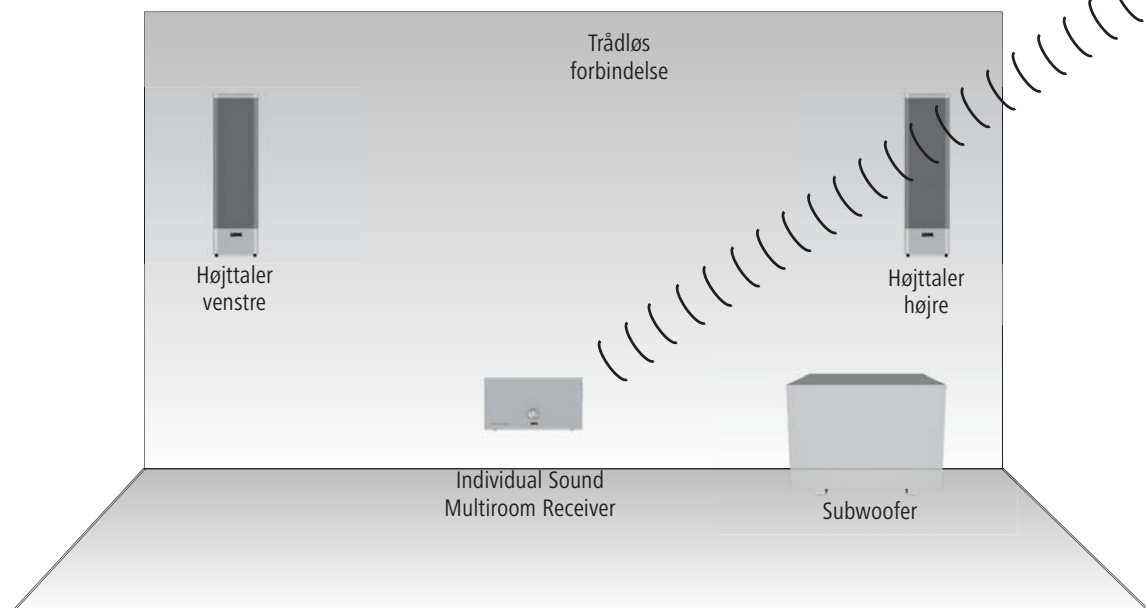 Trådløs
forbindelse
Højttaler
venstre
Højttaler
højre
Individual Sound
Multiroom Receiver
Subwoofer